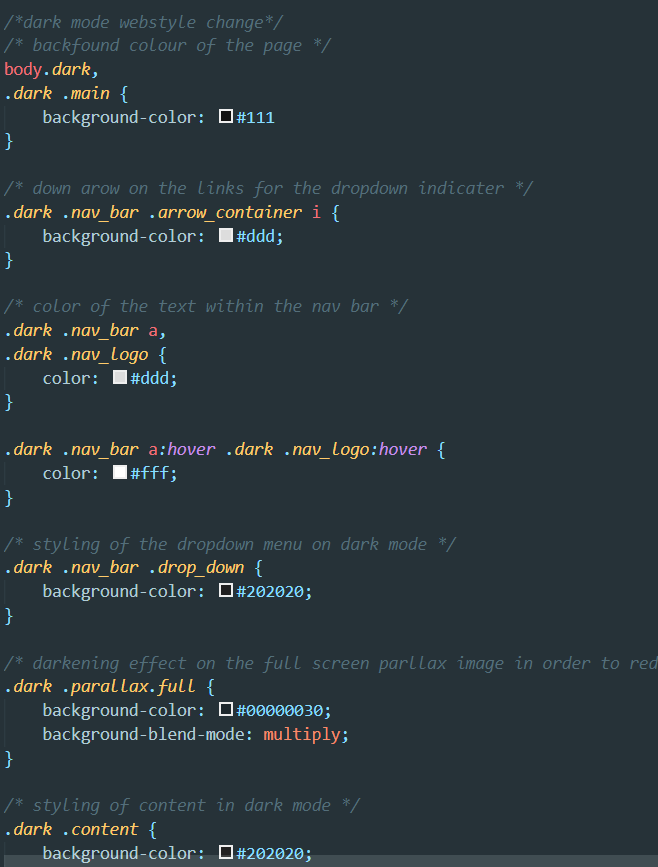 /*dark mode webstyle change*/
/* backfound colour of the page */
body.dark,
.dark .main {
    background-color: #111
}

/* down arow on the links for the dropdown indicater */
.dark .nav_bar .arrow_container i {
    background-color: #ddd;
}

/* color of the text within the nav bar */
.dark .nav_bar a,
.dark .nav_logo {
    color: #ddd;
}

.dark .nav_bar a:hover .dark .nav_logo:hover {
    color: #fff;
}

/* styling of the dropdown menu on dark mode */
.dark .nav_bar .drop_down {
    background-color: #202020;
}

/* darkening effect on the full screen parllax image in order to red
.dark .parallax.full {
    background-color: #00000030;
    background-blend-mode: multiply;
}

/* styling of content in dark mode */
.dark .content {
    background-color: #202020;